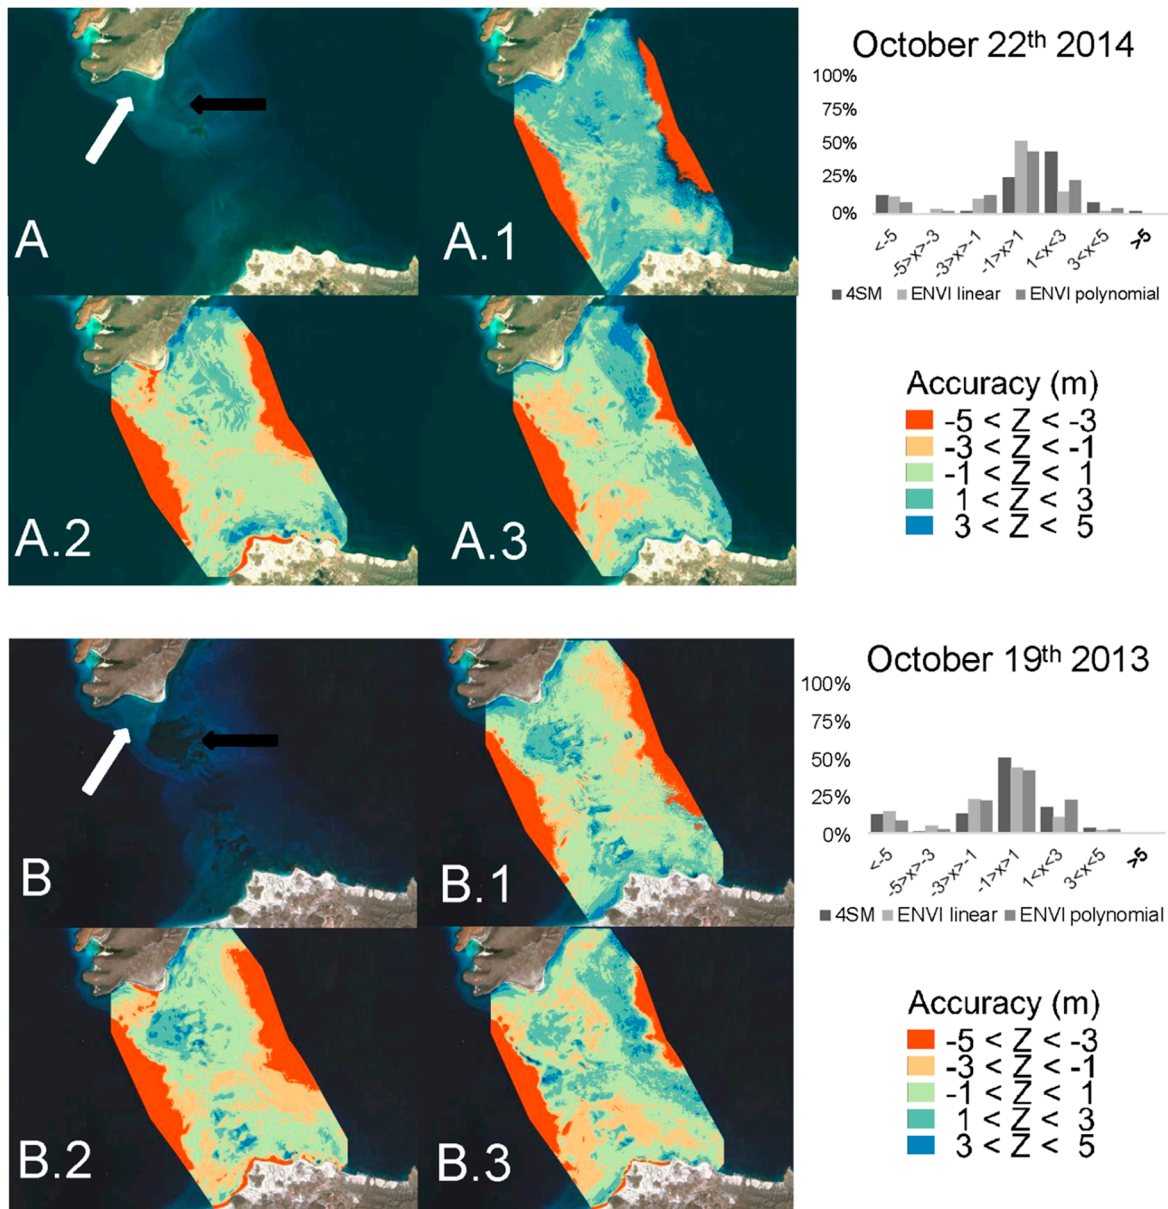 A
A.1
A.2
A.3
October 22th 2014
100%
75%
50%
25%
0%
<-5
-5>x>-3
-3>x>-1
-1>x>1
1<x<3
3<x<5
>5
4SM ENVI linear ENVI polynomial
Accuracy (m)
-5 < Z < -3
-3 < Z < -1
-1 < Z < 1
1 < Z < 3
3 < Z < 5
B
B.1
B.2
B.3
October 19th 2013
100%
75%
50%
25%
0%
<-5
-5>x>-3
-3>x>-1
-1>x>1
1<x<3
3<x<5
>5
4SM ENVI linear ENVI polynomial
Accuracy (m)
-5 < Z < -3
-3 < Z < -1
-1 < Z < 1
1 < Z < 3
3 < Z < 5